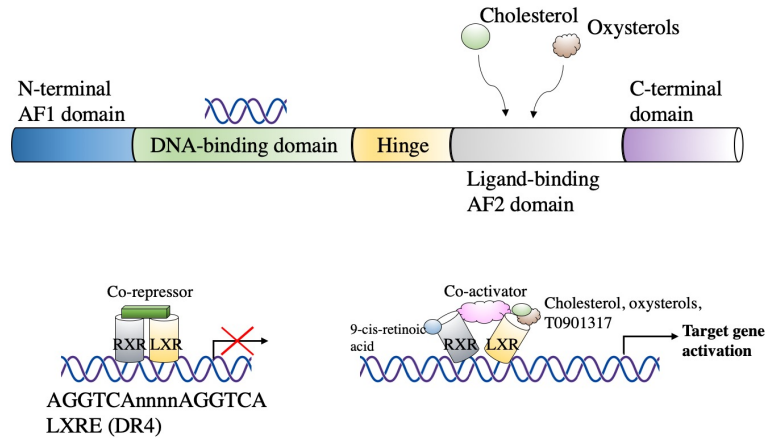 Cholesterol
Oxysterols
N-terminal
AF1 domain
C-terminal
domain
DNA-binding domain
Hinge
Ligand-binding
AF2 domain
Co-repressor
RXR
LXR
AGGTCAnnnnAGGTCA
LXRE (DR4)
Co-activator
9-cis-retinoic
acid
RXR
LXR
Cholesterol, oxysterols,
T0901317
Target gene
activation